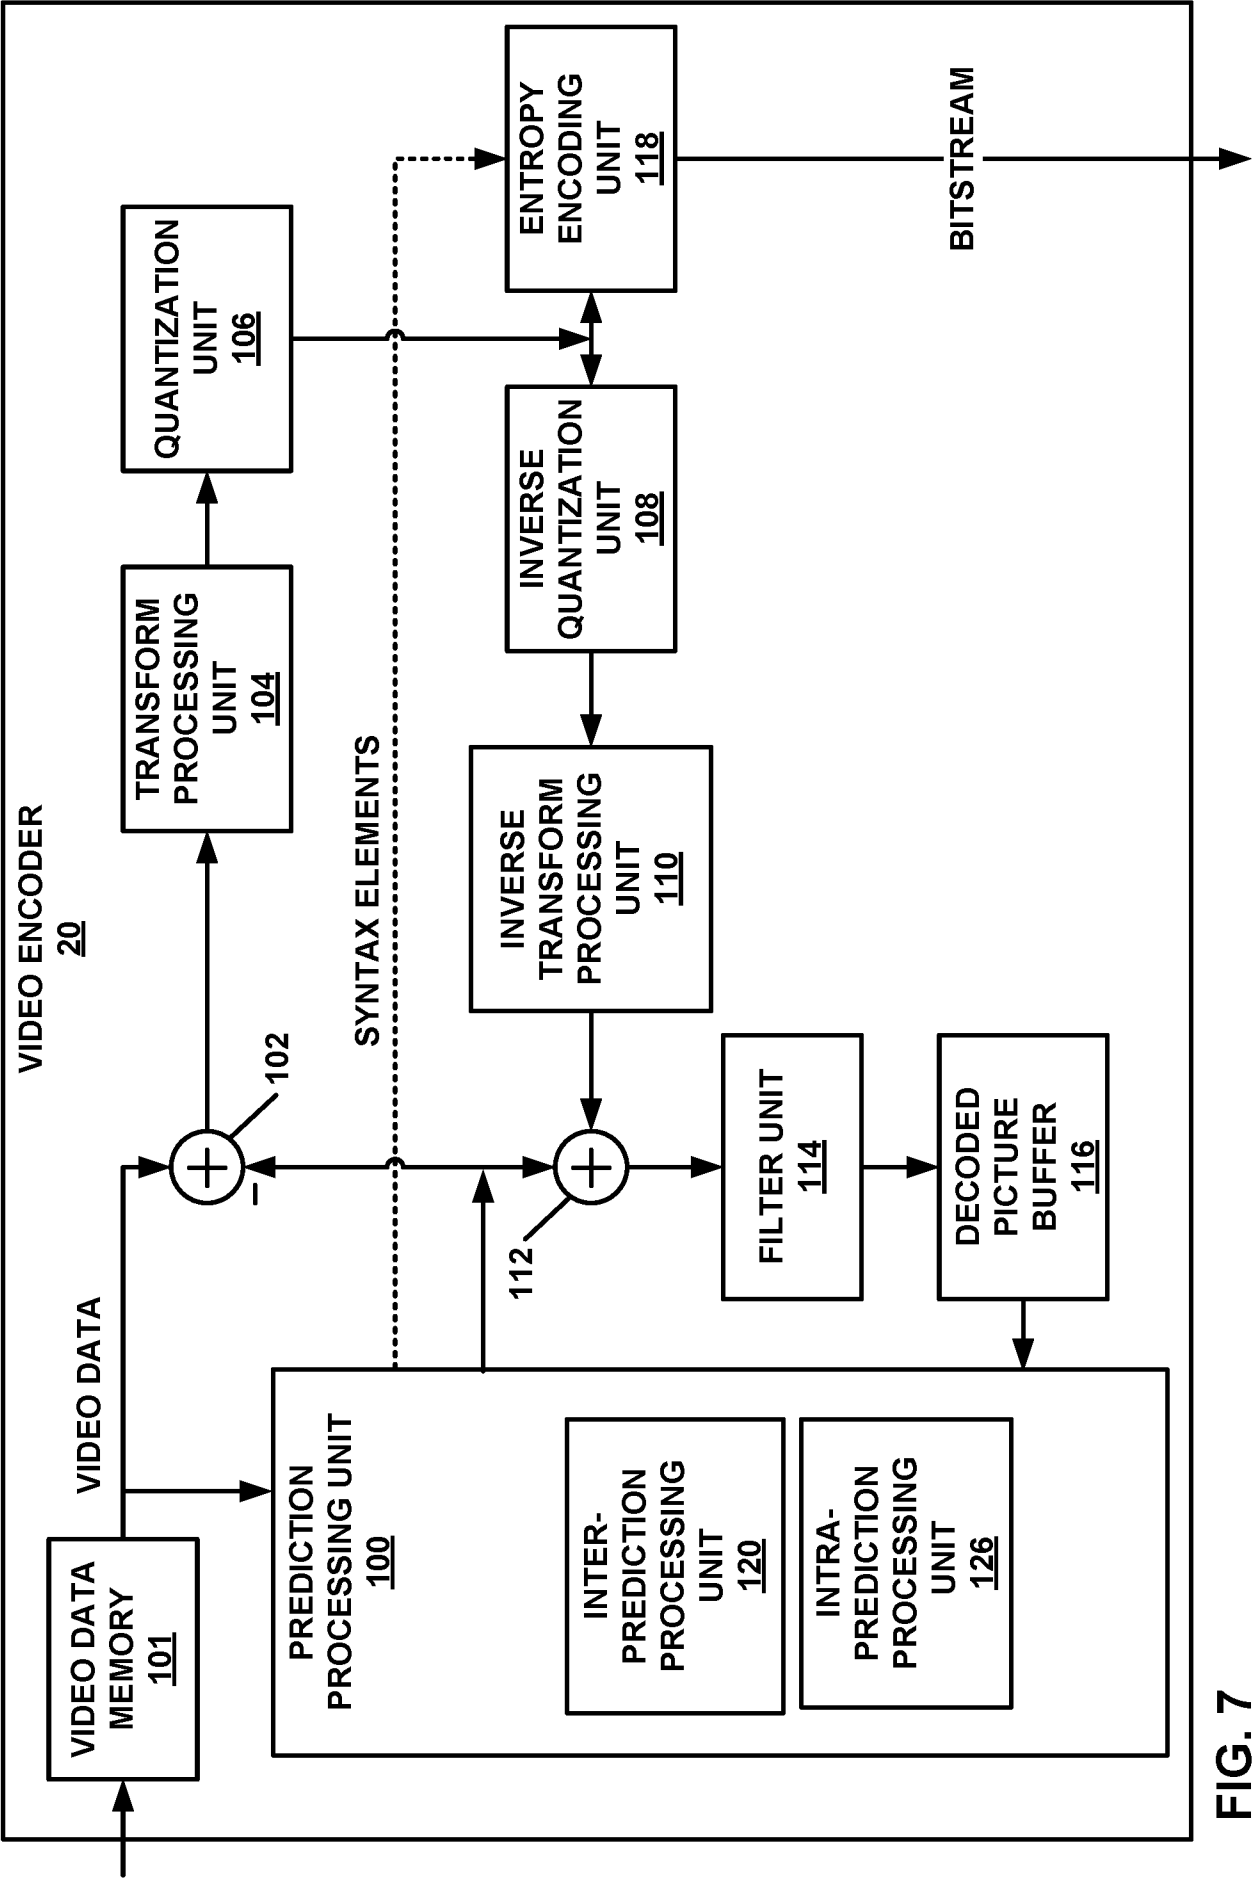 VIDEO ENCODER
20
VIDEO DATA
MEMORY
101
VIDEO DATA
102
TRANSFORM
PROCESSING
UNIT
104
QUANTIZATION
UNIT
106
SYNTAX ELEMENTS
PREDICTION
PROCESSING UNIT
100
INTER-
PREDICTION
PROCESSING
UNIT
120
INTRA-
PREDICTION
PROCESSING
UNIT
126
112
INVERSE
TRANSFORM
PROCESSING
UNIT
110
INVERSE
QUANTIZATION
UNIT
108
ENTROPY
ENCODING
UNIT
118
FILTER UNIT
114
DECODED
PICTURE
BUFFER
116
BITSTREAM
FIG. 7